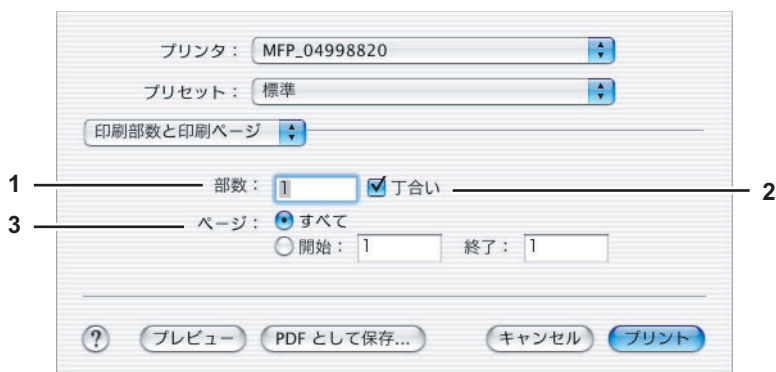 プリンタ： MFP_04998820
プリセット： 標準
印刷部数と印刷ページ
1 部数： 1 丁合い 2
3 ページ： すべて
開始： 1 終了： 1
? プレビュー PDF として保存... キャンセル プリント